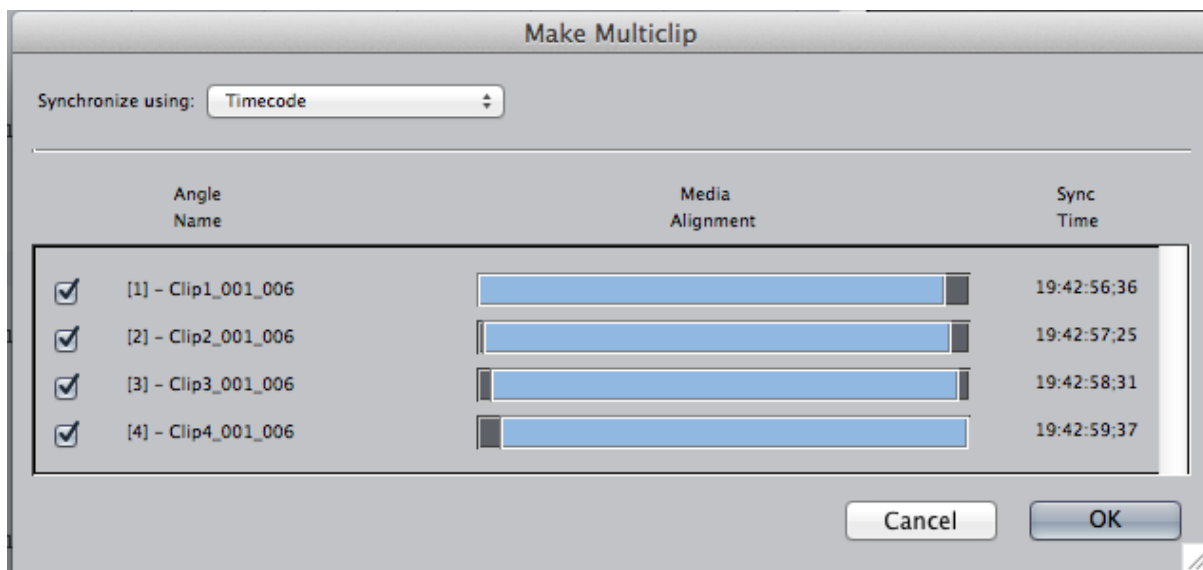 Make Multiclip
Synchronize using: Timecode
Angle Name
Media Alignment
Sync Time
[1] – Clip1_001_006 19:42:56;36
[2] – Clip2_001_006 19:42:57;25
[3] – Clip3_001_006 19:42:58;31
[4] – Clip4_001_006 19:42:59;37
Cancel OK